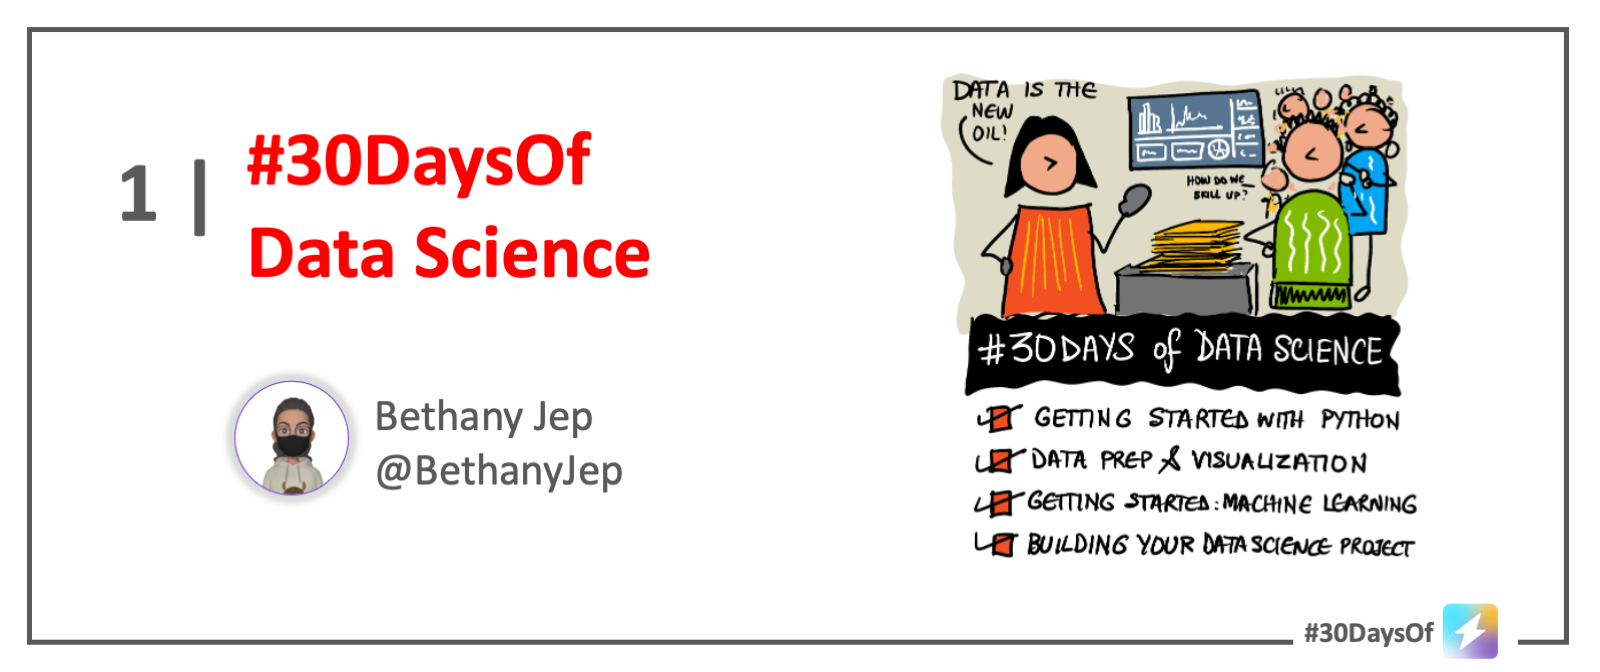 1 |
#30DaysOf
Data Science
Bethany Jep
@BethanyJep
DATA IS THE
NEW
OIL!
HOW DO WE
SKILL UP?
#30DAYS of DATA SCIENCE
GETTING STARTED WITH PYTHON
DATA PREP & VISUALIZATION
GETTING STARTED: MACHINE LEARNING
BUILDING YOUR DATA SCIENCE PROJECT
#30DaysOf